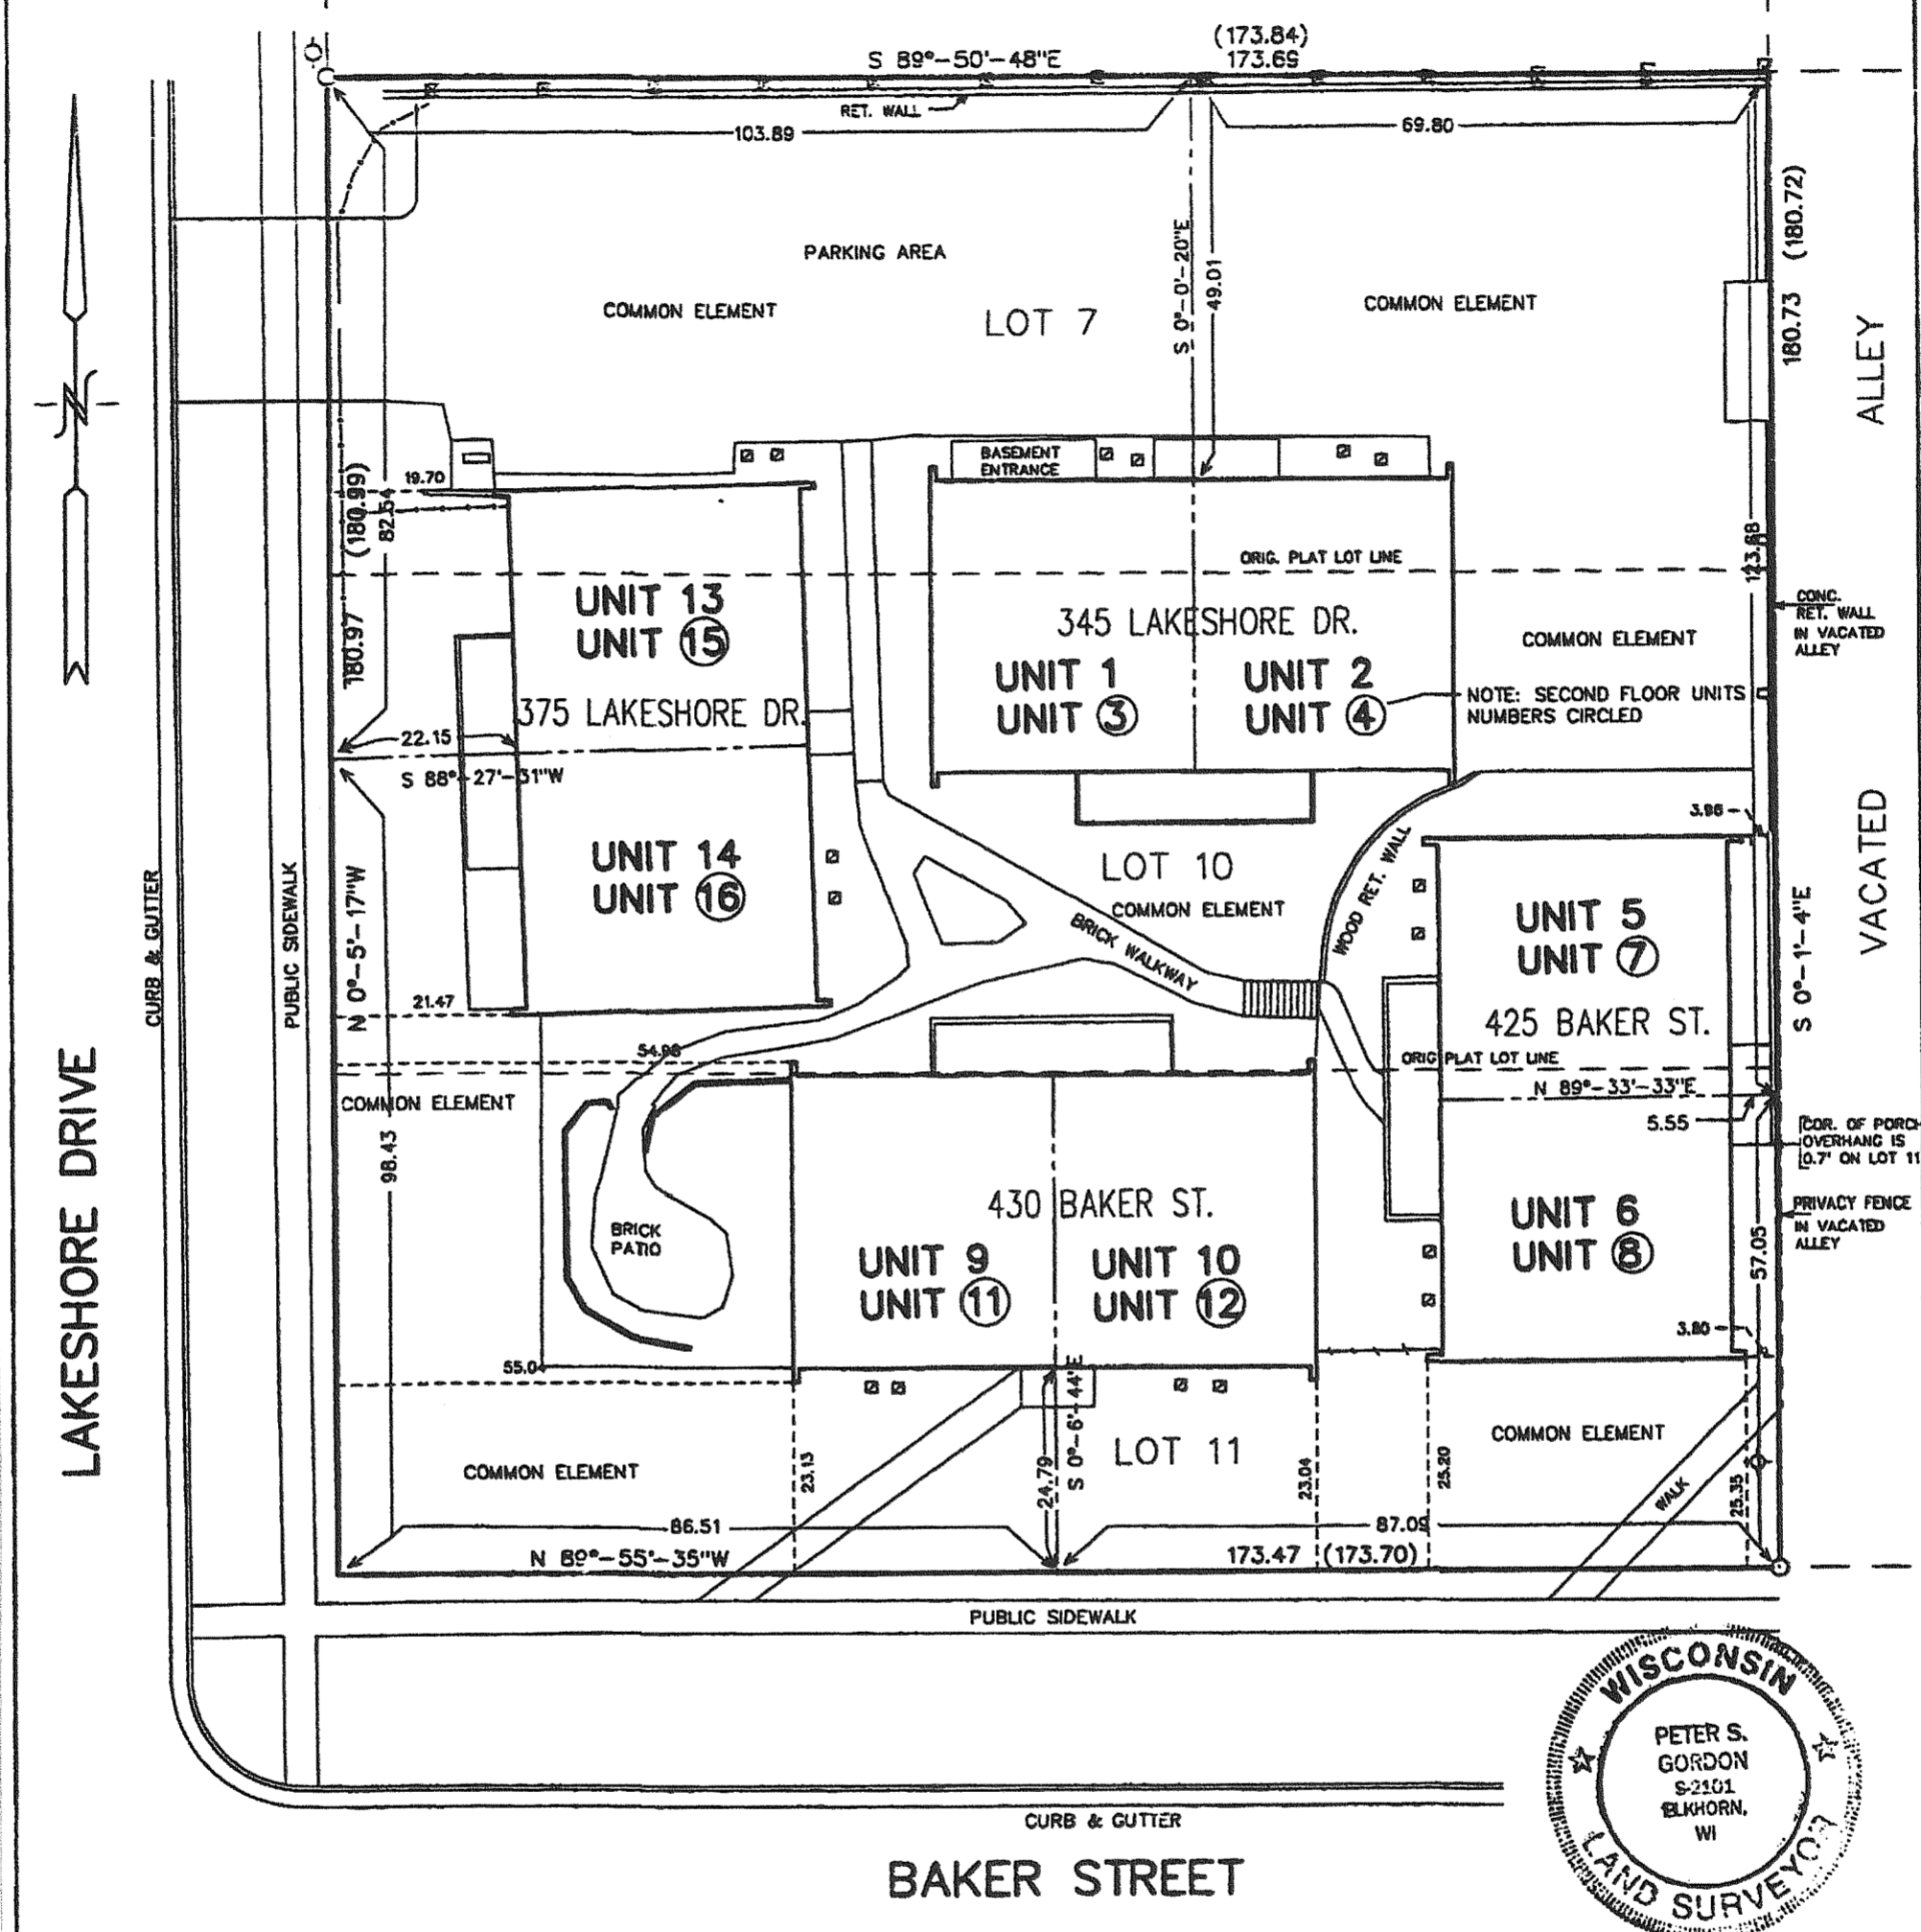 (173.84)
S 89°-50'-48"E
173.69
RET. WALL
103.89
69.80
(180.72)
180.73
S 0°-0'-20"E
49.01
PARKING AREA
COMMON ELEMENT
LOT 7
COMMON ELEMENT
ALLEY
BASEMENT
ENTRANCE
19.70
(180.99)
82.54
180.97
123.68
ORIG. PLAT LOT LINE
UNIT 13
UNIT 15
375 LAKESHORE DR.
345 LAKESHORE DR.
UNIT 1
UNIT 3
UNIT 2
UNIT 4
COMMON ELEMENT
NOTE: SECOND FLOOR UNITS
NUMBERS CIRCLED
CONC.
RET. WALL
IN VACATED
ALLEY
22.15
S 88°-27'-31"W
UNIT 14
UNIT 16
LOT 10
COMMON ELEMENT
BRICK WALKWAY
WOOD RET. WALL
UNIT 5
UNIT 7
425 BAKER ST.
VACATED
S 0°-1'-4"E
CURB & GUTTER
PUBLIC SIDEWALK
N 0°-5'-17"W
21.47
ORIG PLAT LOT LINE
N 89°-33'-33"E
5.55
COR. OF PORCH
OVERHANG IS
0.7' ON LOT 11
PRIVACY FENCE
IN VACATED
ALLEY
LAKESHORE DRIVE
COMMON ELEMENT
98.43
BRICK
PATIO
430 BAKER ST.
UNIT 9
UNIT 11
UNIT 10
UNIT 12
UNIT 6
UNIT 8
57.05
3.80
55.04
COMMON ELEMENT
23.13
24.79
S 0°-6'-44"E
LOT 11
23.04
25.20
COMMON ELEMENT
WALK
25.35
86.51
87.09
N 89°-55'-35"W
173.47 (173.70)
PUBLIC SIDEWALK
CURB & GUTTER
BAKER STREET
WISCONSIN
PETER S.
GORDON
S-2101
ELKHORN,
WI
LAND SURVEYOR